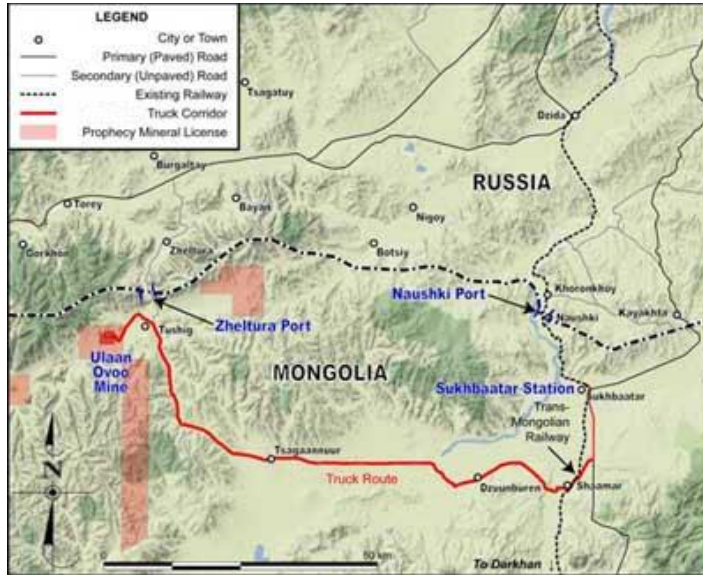 LEGEND
City or Town
Primary (Paved) Road
Secondary (Unpaved) Road
Existing Railway
Truck Corridor
Prophecy Mineral License
Tsagatuy
Dzida
Burgaltay
RUSSIA
Torey
Bayan
Nigoy
Gorkhon
Zheltura
Botsiy
Khoronkhoy
Naushki Port
Naushki
Kayakhta
Zheltura Port
Tushig
Ulaan
Ovoo
Mine
MONGOLIA
Sukhbaatar Station
Sukhbaatar
Trans-
Mongolian
Railway
Tsagaannuur
Truck Route
Dzuunburen
Shaamar
N
0
50 km
To Darkhan